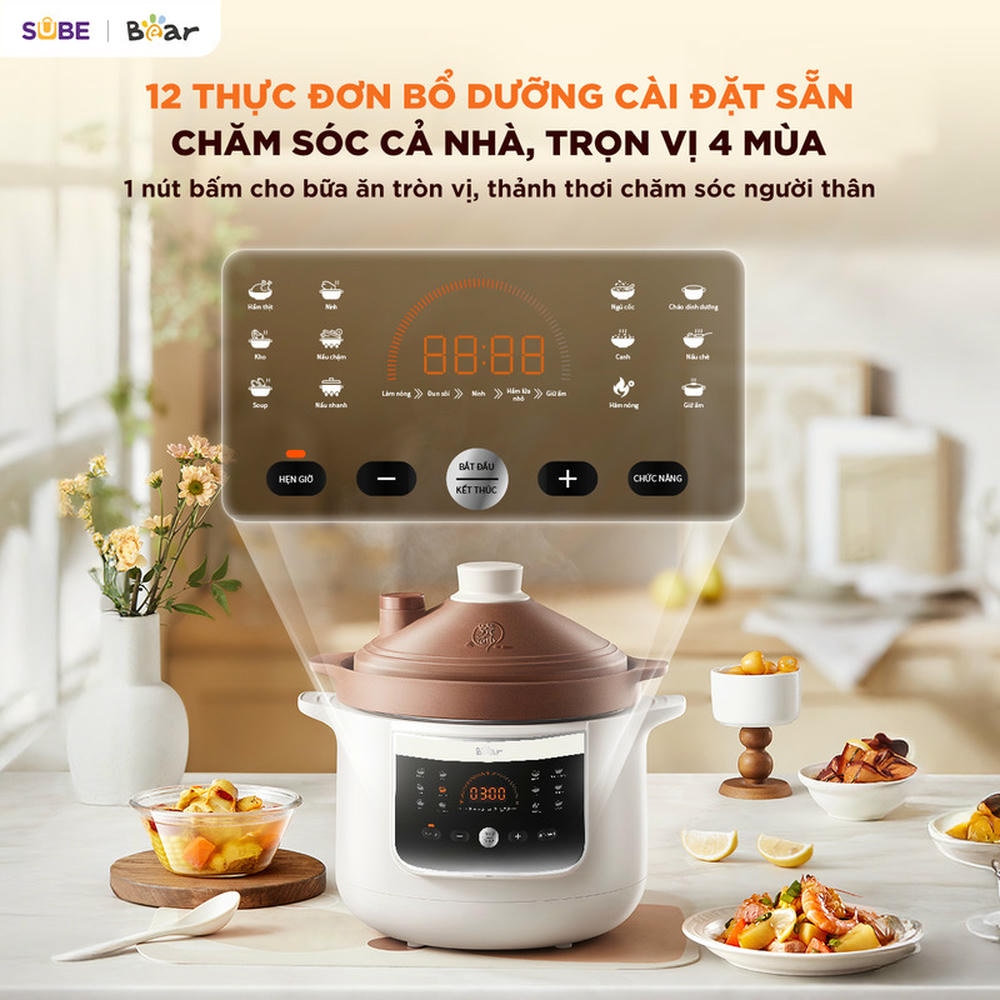 SUBE | Bear
12 THỰC ĐƠN BỔ DƯỠNG CÀI ĐẶT SẴN
CHĂM SÓC CẢ NHÀ, TRỌN VỊ 4 MÙA
1 nút bấm cho bữa ăn tròn vị, thảnh thơi chăm sóc người thân
Hầm thịt Ninh
Kho Nấu chậm
Soup Nấu nhanh
88:88
Làm nóng Đun sôi Ninh Hầm lửa nhỏ Giữ ấm
Ngũ cốc Cháo dinh dưỡng
Canh Nấu chè
Hâm nóng Giữ ấm
HẸN GIỜ
−
BẮT ĐẦU
KẾT THÚC
+
CHỨC NĂNG
Bear
03:00